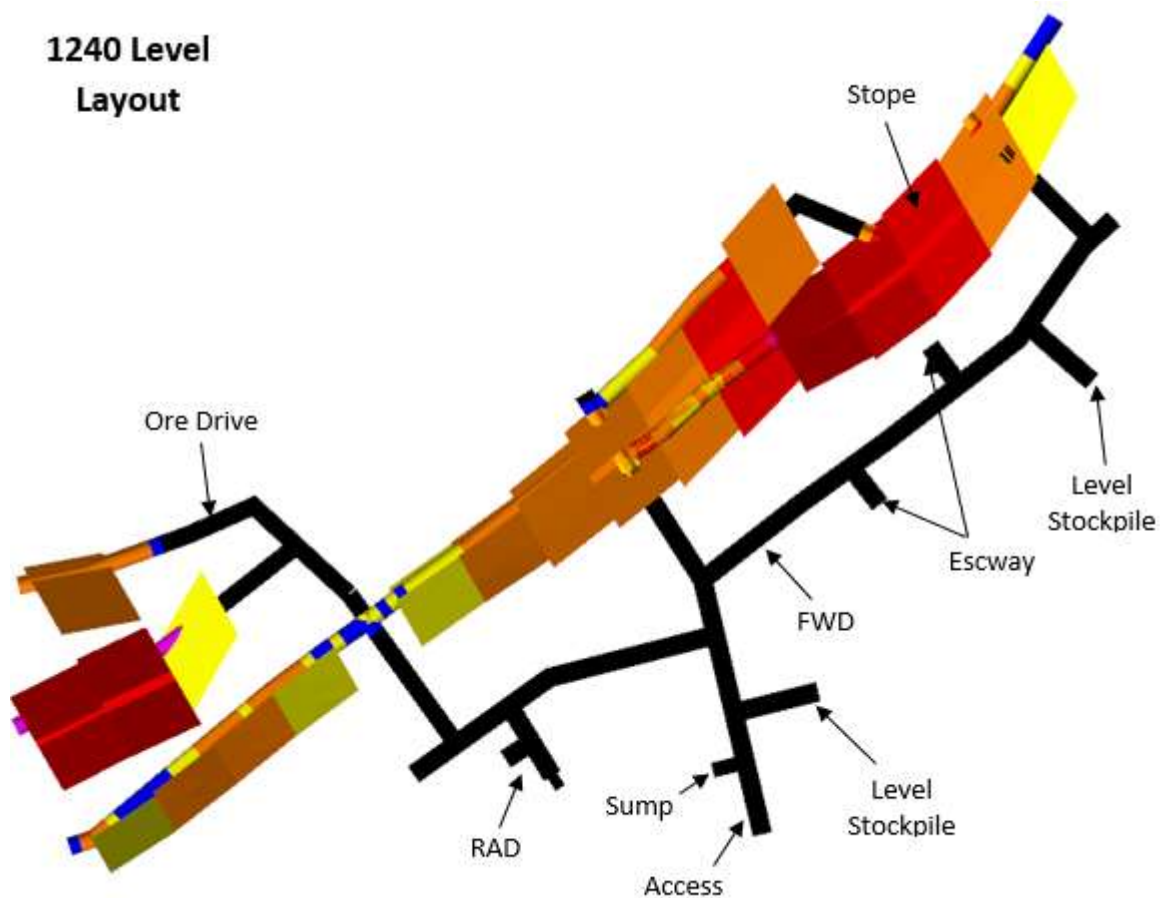 1240 Level
Layout
Stope
Ore Drive
Level
Stockpile
Escway
FWD
Level
Stockpile
Sump
RAD
Access